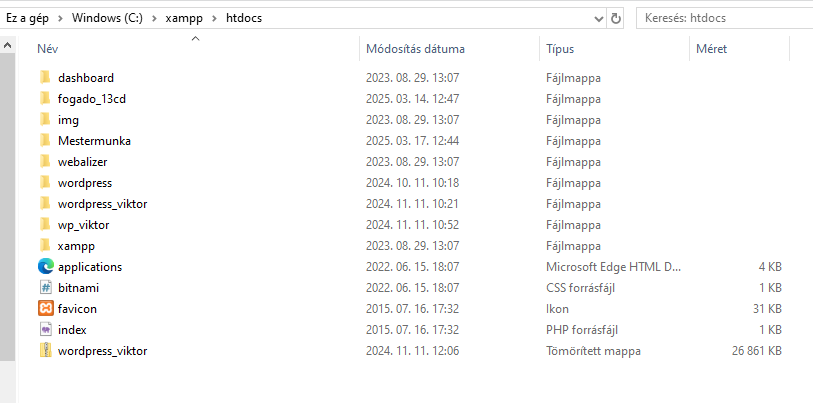 Ez a gép > Windows (C:) > xampp > htdocs Keresés: htdocs
Név Módosítás dátuma Típus Méret
dashboard 2023. 08. 29. 13:07 Fájlmappa
fogado_13cd 2025. 03. 14. 12:47 Fájlmappa
img 2023. 08. 29. 13:07 Fájlmappa
Mestermunka 2025. 03. 17. 12:44 Fájlmappa
webalizer 2023. 08. 29. 13:07 Fájlmappa
wordpress 2024. 10. 11. 10:18 Fájlmappa
wordpress_viktor 2024. 11. 11. 10:21 Fájlmappa
wp_viktor 2024. 11. 11. 10:52 Fájlmappa
xampp 2023. 08. 29. 13:07 Fájlmappa
applications 2022. 06. 15. 18:07 Microsoft Edge HTML D... 4 KB
bitnami 2022. 06. 15. 18:07 CSS forrásfájl 1 KB
favicon 2015. 07. 16. 17:32 Ikon 31 KB
index 2015. 07. 16. 17:32 PHP forrásfájl 1 KB
wordpress_viktor 2024. 11. 11. 12:06 Tömörített mappa 26 861 KB